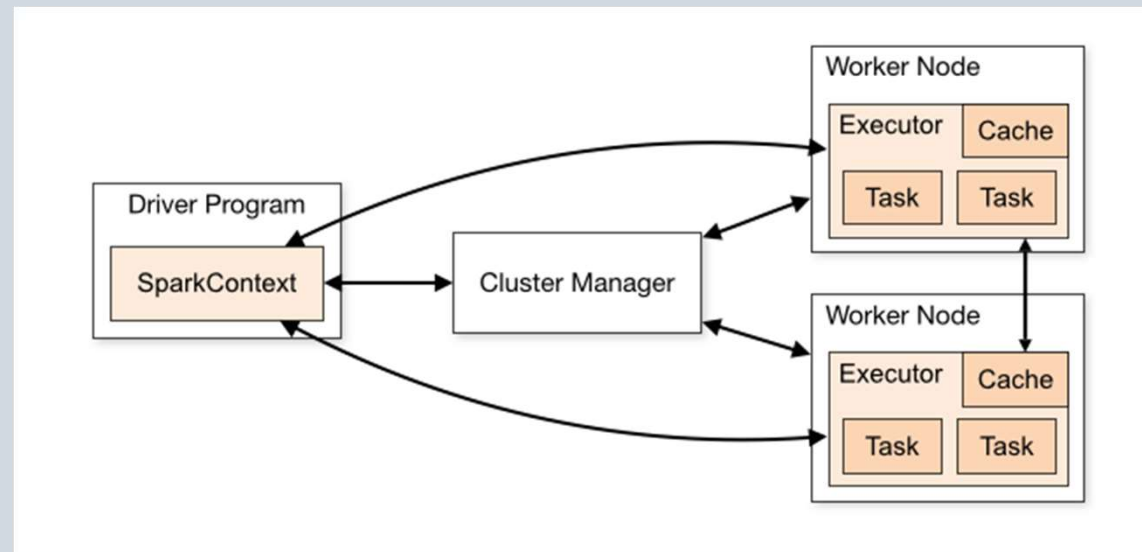 Driver Program
SparkContext
Cluster Manager
Worker Node
Executor
Cache
Task
Task
Worker Node
Executor
Cache
Task
Task